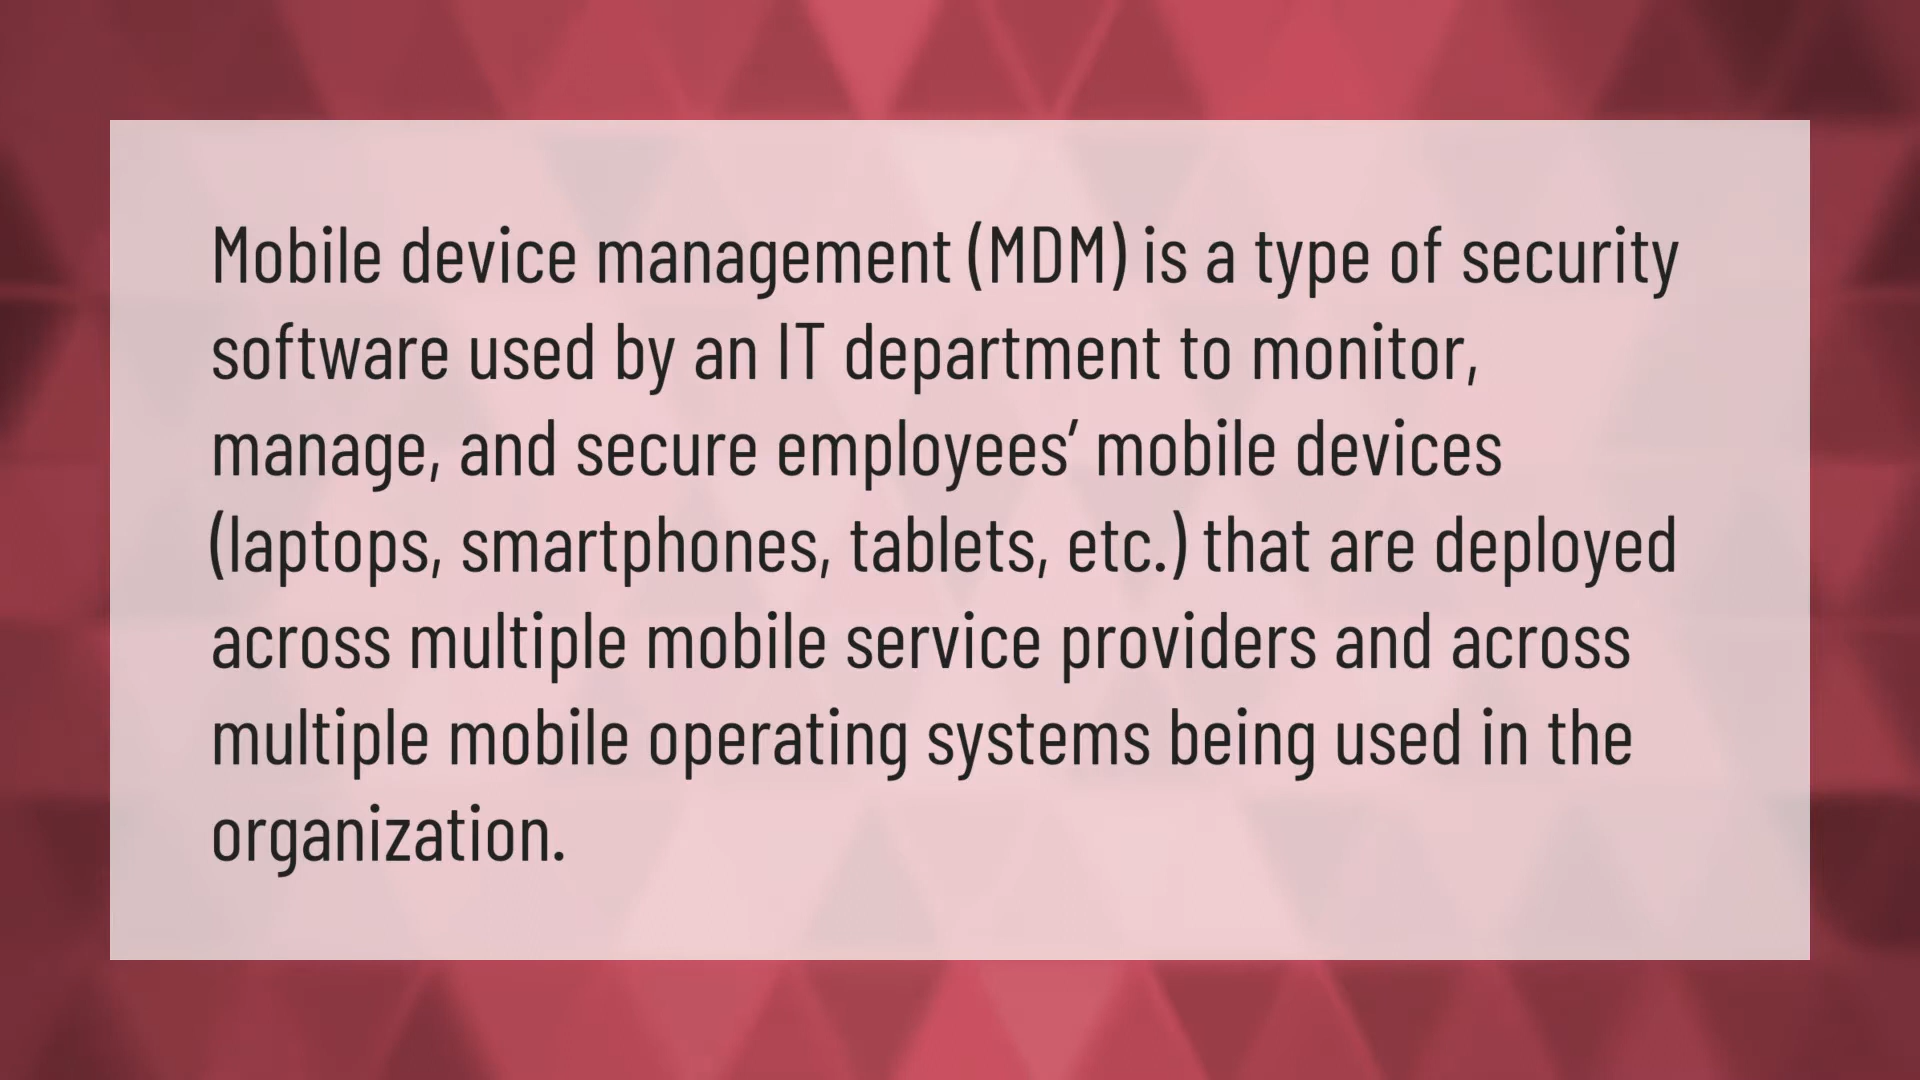 Mobile device management (MDM) is a type of security
software used by an IT department to monitor,
manage, and secure employees’ mobile devices
(laptops, smartphones, tablets, etc.) that are deployed
across multiple mobile service providers and across
multiple mobile operating systems being used in the
organization.